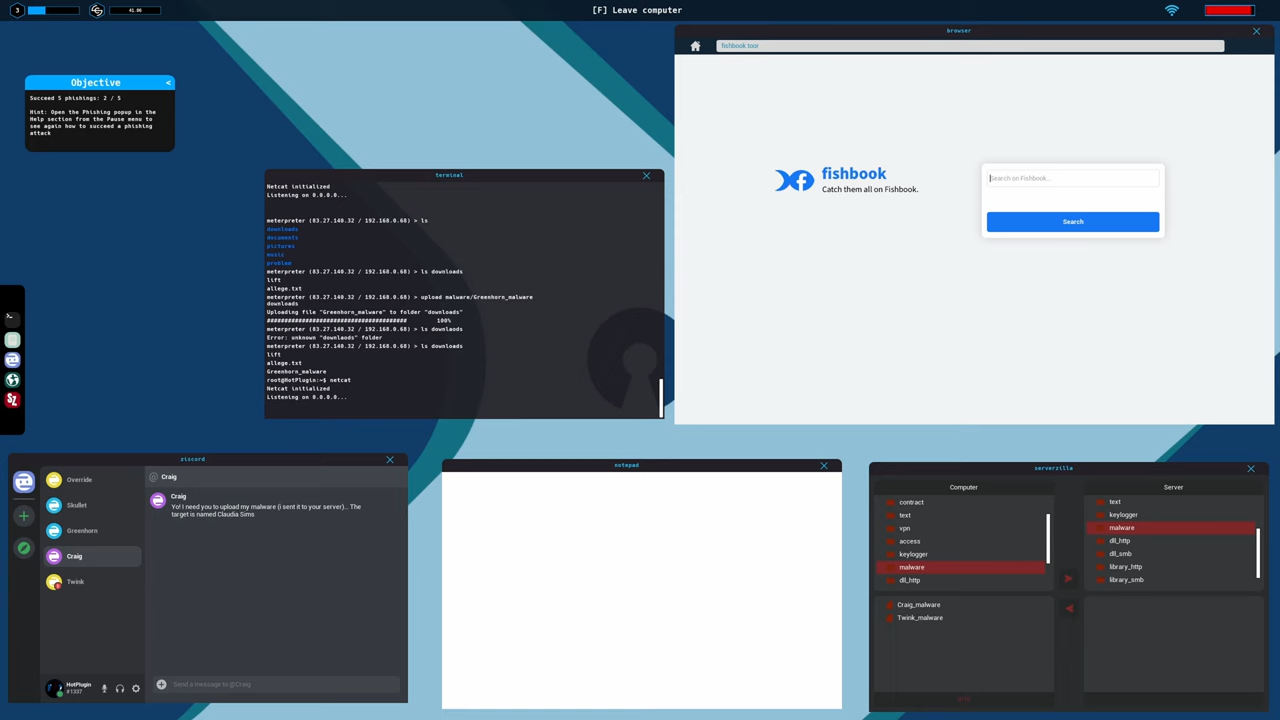 3
41.06
[F] Leave computer
Objective <
Succeed 5 phishings: 2 / 5
Hint: Open the Phishing popup in the
Help section from the Pause menu to
see again how to succeed a phishing
attack
terminal
Netcat initialized
Listening on 0.0.0.0...
meterpreter (83.27.140.32 / 192.168.0.68) > ls
downloads
documents
pictures
music
problem
meterpreter (83.27.140.32 / 192.168.0.68) > ls downloads
lift
allege.txt
meterpreter (83.27.140.32 / 192.168.0.68) > upload malware/Greenhorn_malware
downloads
Uploading file "Greenhorn_malware" to folder "downloads"
######################################## 100%
meterpreter (83.27.140.32 / 192.168.0.68) > ls downlaods
Error: unknown "downlaods" folder
meterpreter (83.27.140.32 / 192.168.0.68) > ls downloads
lift
allege.txt
Greenhorn_malware
root@HotPlugin:~$ netcat
Netcat initialized
Listening on 0.0.0.0...
browser
fishbook.toor
fishbook
Catch them all on Fishbook.
Search on Fishbook...
Search
ziscord
Override
Skullet
Greenhorn
Craig
Twink
HotPlugin
#1337
@ Craig
Craig
Yo! I need you to upload my malware (i sent it to your server)... The
target is named Claudia Sims
Send a message to @Craig
notepad
serverzilla
Computer
contract
text
vpn
access
keylogger
malware
dll_http
Craig_malware
Twink_malware
Server
text
keylogger
malware
dll_http
dll_smb
library_http
library_smb